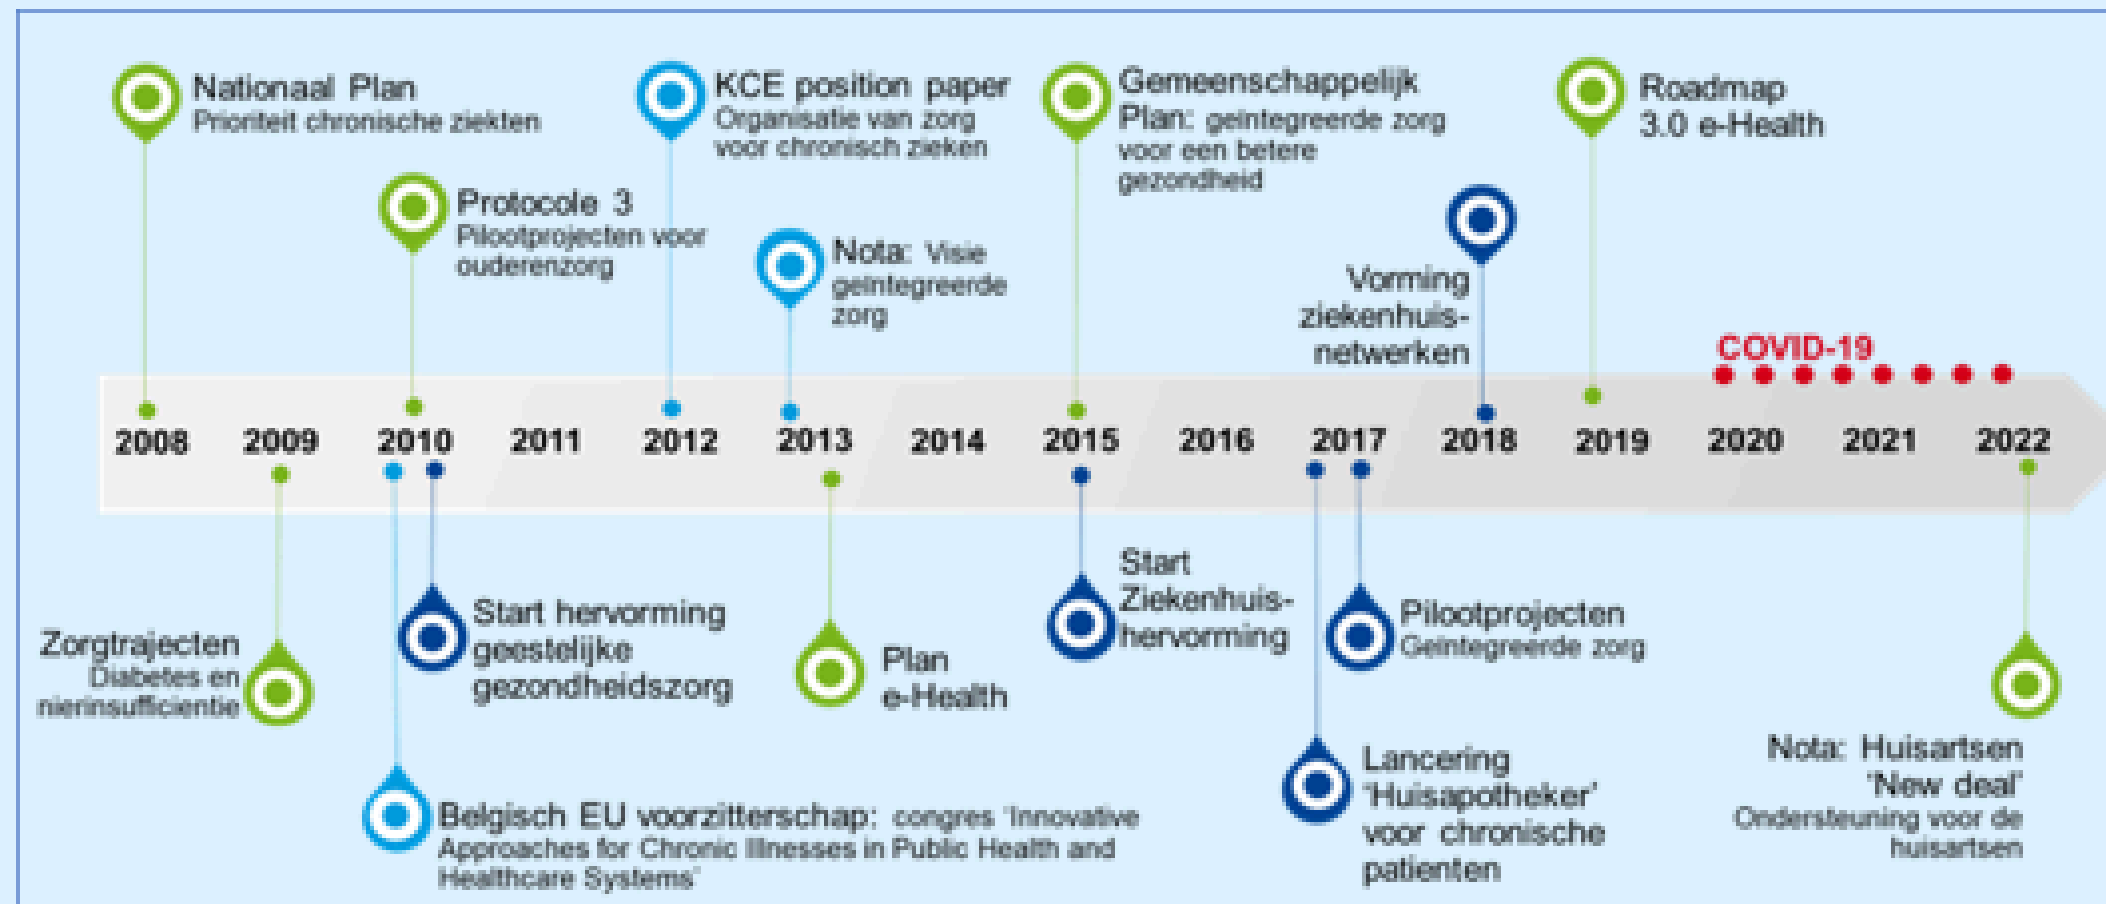 Nationaal Plan
Prioriteit chronische ziekten
Protocole 3
Pilootprojecten voor
ouderenzorg
KCE position paper
Organisatie van zorg
voor chronisch zieken
Nota: Visie
geïntegreerde
zorg
Gemeenschappelijk
Plan: geïntegreerde zorg
voor een betere
gezondheid
Vorming
ziekenhuis-
netwerken
Roadmap
3.0 e-Health
COVID-19
2008 2009 2010 2011 2012 2013 2014 2015 2016 2017 2018 2019 2020 2021 2022
Zorgtrajecten
Diabetes en
nierinsufficientie
Start hervorming
geestelijke
gezondheidszorg
Belgisch EU voorzitterschap: congres 'Innovative
Approaches for Chronic Illnesses in Public Health and
Healthcare Systems'
Plan
e-Health
Start
Ziekenhuis-
hervorming
Pilootprojecten
Geïntegreerde zorg
Lancering
'Huisapotheker'
voor chronische
patienten
Nota: Huisartsen
'New deal'
Ondersteuning voor de
huisartsen